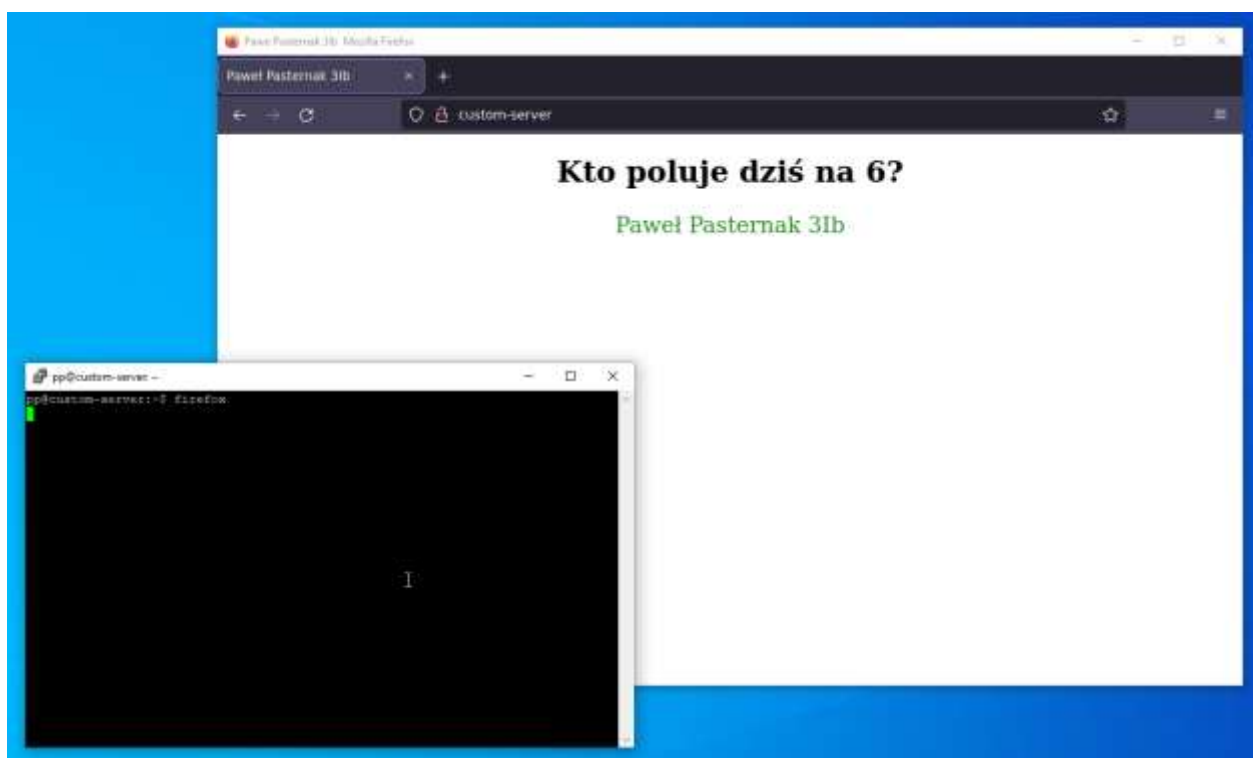 Paweł Pasternak 3Ib
custom-server
Kto poluje dziś na 6?
Paweł Pasternak 3Ib
pp@custom-server: ~
pp@custom-server:~$ firefox